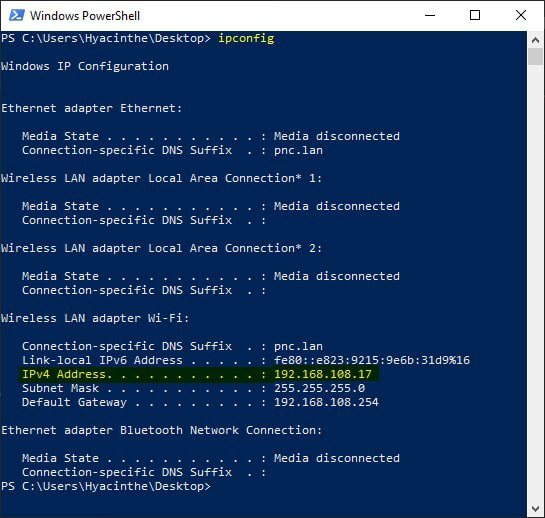 Windows PowerShell
PS C:\Users\Hyacinthe\Desktop> ipconfig
Windows IP Configuration
Ethernet adapter Ethernet:
Media State . . . . . . . . . . . : Media disconnected
Connection-specific DNS Suffix  . : pnc.lan
Wireless LAN adapter Local Area Connection* 1:
Media State . . . . . . . . . . . : Media disconnected
Connection-specific DNS Suffix  . :
Wireless LAN adapter Local Area Connection* 2:
Media State . . . . . . . . . . . : Media disconnected
Connection-specific DNS Suffix  . :
Wireless LAN adapter Wi-Fi:
Connection-specific DNS Suffix  . : pnc.lan
Link-local IPv6 Address . . . . . : fe80::e823:9215:9e6b:31d9%16
IPv4 Address. . . . . . . . . . . : 192.168.108.17
Subnet Mask . . . . . . . . . . . : 255.255.255.0
Default Gateway . . . . . . . . . : 192.168.108.254
Ethernet adapter Bluetooth Network Connection:
Media State . . . . . . . . . . . : Media disconnected
Connection-specific DNS Suffix  . :
PS C:\Users\Hyacinthe\Desktop>